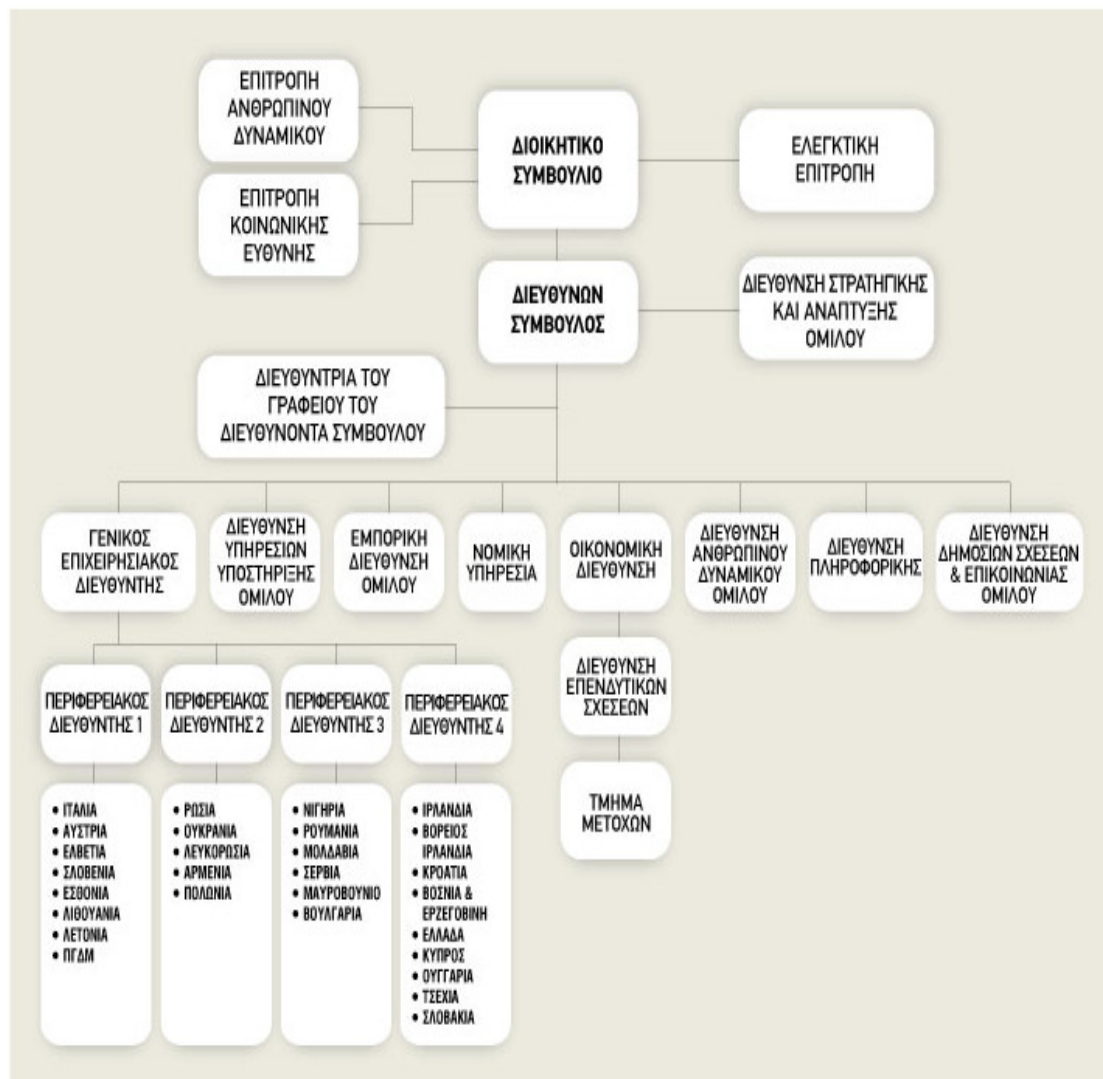 ΕΠΙΤΡΟΠΗ
ΑΝΘΡΩΠΙΝΟΥ
ΔΥΝΑΜΙΚΟΥ
ΔΙΟΙΚΗΤΙΚΟ
ΣΥΜΒΟΥΛΙΟ
ΕΛΕΓΚΤΙΚΗ
ΕΠΙΤΡΟΠΗ
ΕΠΙΤΡΟΠΗ
ΚΟΙΝΩΝΙΚΗΣ
ΕΥΘΥΝΗΣ
ΔΙΕΥΘΥΝΩΝ
ΣΥΜΒΟΥΛΟΣ
ΔΙΕΥΘΥΝΣΗ ΣΤΡΑΤΗΓΙΚΗΣ
ΚΑΙ ΑΝΑΠΤΥΞΗΣ
ΟΜΙΛΟΥ
ΔΙΕΥΘΥΝΤΡΙΑ ΤΟΥ
ΓΡΑΦΕΙΟΥ ΤΟΥ
ΔΙΕΥΘΥΝΟΝΤΑ ΣΥΜΒΟΥΛΟΥ
ΓΕΝΙΚΟΣ
ΕΠΙΧΕΙΡΗΣΙΑΚΟΣ
ΔΙΕΥΘΥΝΤΗΣ
ΔΙΕΥΘΥΝΣΗ
ΥΠΗΡΕΣΙΩΝ
ΥΠΟΣΤΗΡΙΞΗΣ
ΟΜΙΛΟΥ
ΕΜΠΟΡΙΚΗ
ΔΙΕΥΘΥΝΣΗ
ΟΜΙΛΟΥ
ΝΟΜΙΚΗ
ΥΠΗΡΕΣΙΑ
ΟΙΚΟΝΟΜΙΚΗ
ΔΙΕΥΘΥΝΣΗ
ΔΙΕΥΘΥΝΣΗ
ΑΝΘΡΩΠΙΝΟΥ
ΔΥΝΑΜΙΚΟΥ
ΟΜΙΛΟΥ
ΔΙΕΥΘΥΝΣΗ
ΠΛΗΡΟΦΟΡΙΚΗΣ
ΔΙΕΥΘΥΝΣΗ
ΔΗΜΟΣΙΩΝ ΣΧΕΣΕΩΝ
& ΕΠΙΚΟΙΝΩΝΙΑΣ
ΟΜΙΛΟΥ
ΠΕΡΙΦΕΡΕΙΑΚΟΣ
ΔΙΕΥΘΥΝΤΗΣ 1
ΠΕΡΙΦΕΡΕΙΑΚΟΣ
ΔΙΕΥΘΥΝΤΗΣ 2
ΠΕΡΙΦΕΡΕΙΑΚΟΣ
ΔΙΕΥΘΥΝΤΗΣ 3
ΠΕΡΙΦΕΡΕΙΑΚΟΣ
ΔΙΕΥΘΥΝΤΗΣ 4
ΔΙΕΥΘΥΝΣΗ
ΕΠΕΝΔΥΤΙΚΩΝ
ΣΧΕΣΕΩΝ
ΤΜΗΜΑ
ΜΕΤΟΧΩΝ
• ΙΤΑΛΙΑ
• ΑΥΣΤΡΙΑ
• ΕΛΒΕΤΙΑ
• ΣΛΟΒΕΝΙΑ
• ΕΣΘΟΝΙΑ
• ΛΙΘΟΥΑΝΙΑ
• ΛΕΤΟΝΙΑ
• ΠΓΔΜ
• ΡΩΣΙΑ
• ΟΥΚΡΑΝΙΑ
• ΛΕΥΚΟΡΩΣΙΑ
• ΑΡΜΕΝΙΑ
• ΠΟΛΩΝΙΑ
• ΝΙΓΗΡΙΑ
• ΡΟΥΜΑΝΙΑ
• ΜΟΛΔΑΒΙΑ
• ΣΕΡΒΙΑ
• ΜΑΥΡΟΒΟΥΝΙΟ
• ΒΟΥΛΓΑΡΙΑ
• ΙΡΛΑΝΔΙΑ
• ΒΟΡΕΙΟΣ
ΙΡΛΑΝΔΙΑ
• ΚΡΟΑΤΙΑ
• ΒΟΣΝΙΑ &
ΕΡΖΕΓΟΒΙΝΗ
• ΕΛΛΑΔΑ
• ΚΥΠΡΟΣ
• ΟΥΓΓΑΡΙΑ
• ΤΣΕΧΙΑ
• ΣΛΟΒΑΚΙΑ